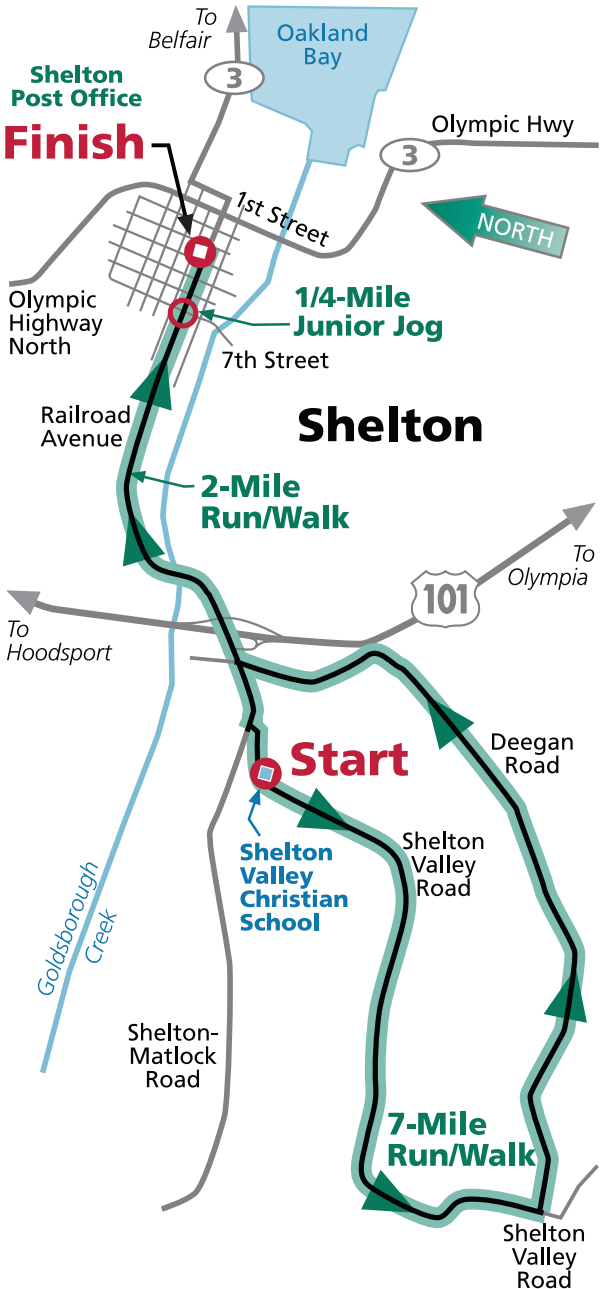 To
Belfair
Oakland
Bay
3
Shelton
Post Office
Finish
Olympic Hwy
3
1st Street
NORTH
Olympic
Highway
North
1/4-Mile
Junior Jog
7th Street
Railroad
Avenue
Shelton
2-Mile
Run/Walk
To
Olympia
101
To
Hoodsport
Deegan
Road
Start
Shelton
Valley
Road
Shelton
Valley
Christian
School
Goldsborough
Creek
Shelton-
Matlock
Road
7-Mile
Run/Walk
Shelton
Valley
Road